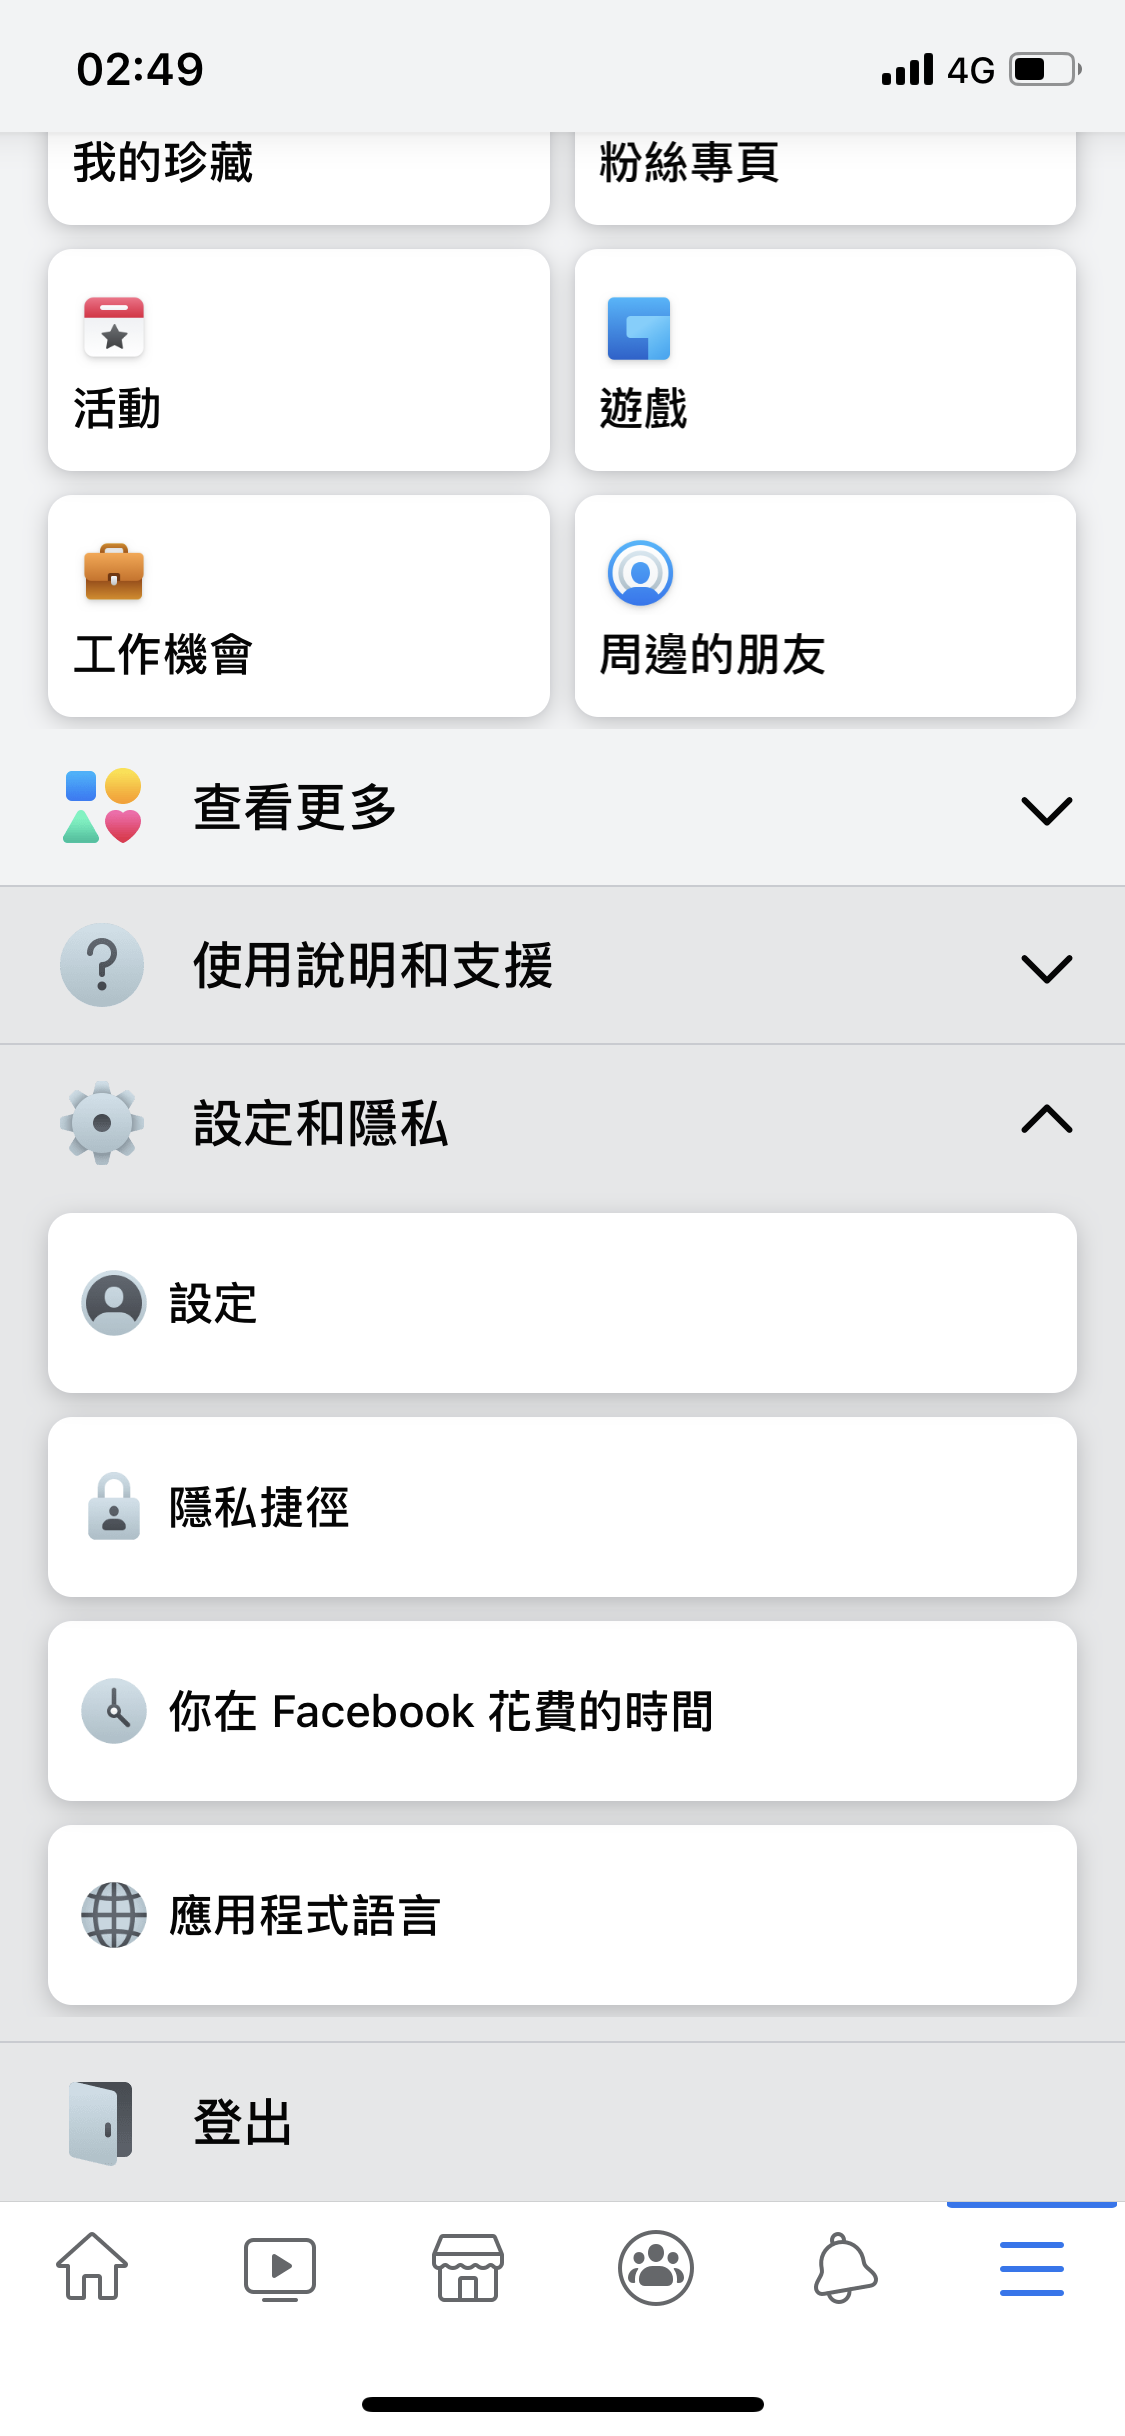 02:49
4G
我的珍藏
粉絲專頁
活動
遊戲
工作機會
周邊的朋友
查看更多
使用說明和支援
設定和隱私
設定
隱私捷徑
你在 Facebook 花費的時間
應用程式語言
登出